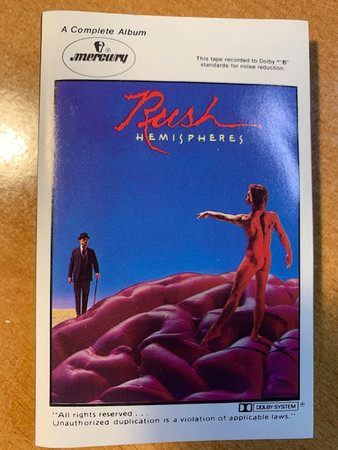 A Complete Album
mercury
This tape recorded to Dolby "B"
standards for noise reduction.
Rush
HEMISPHERES
DOLBY SYSTEM ®
"All rights reserved . . .
Unauthorized duplication is a violation of applicable laws."